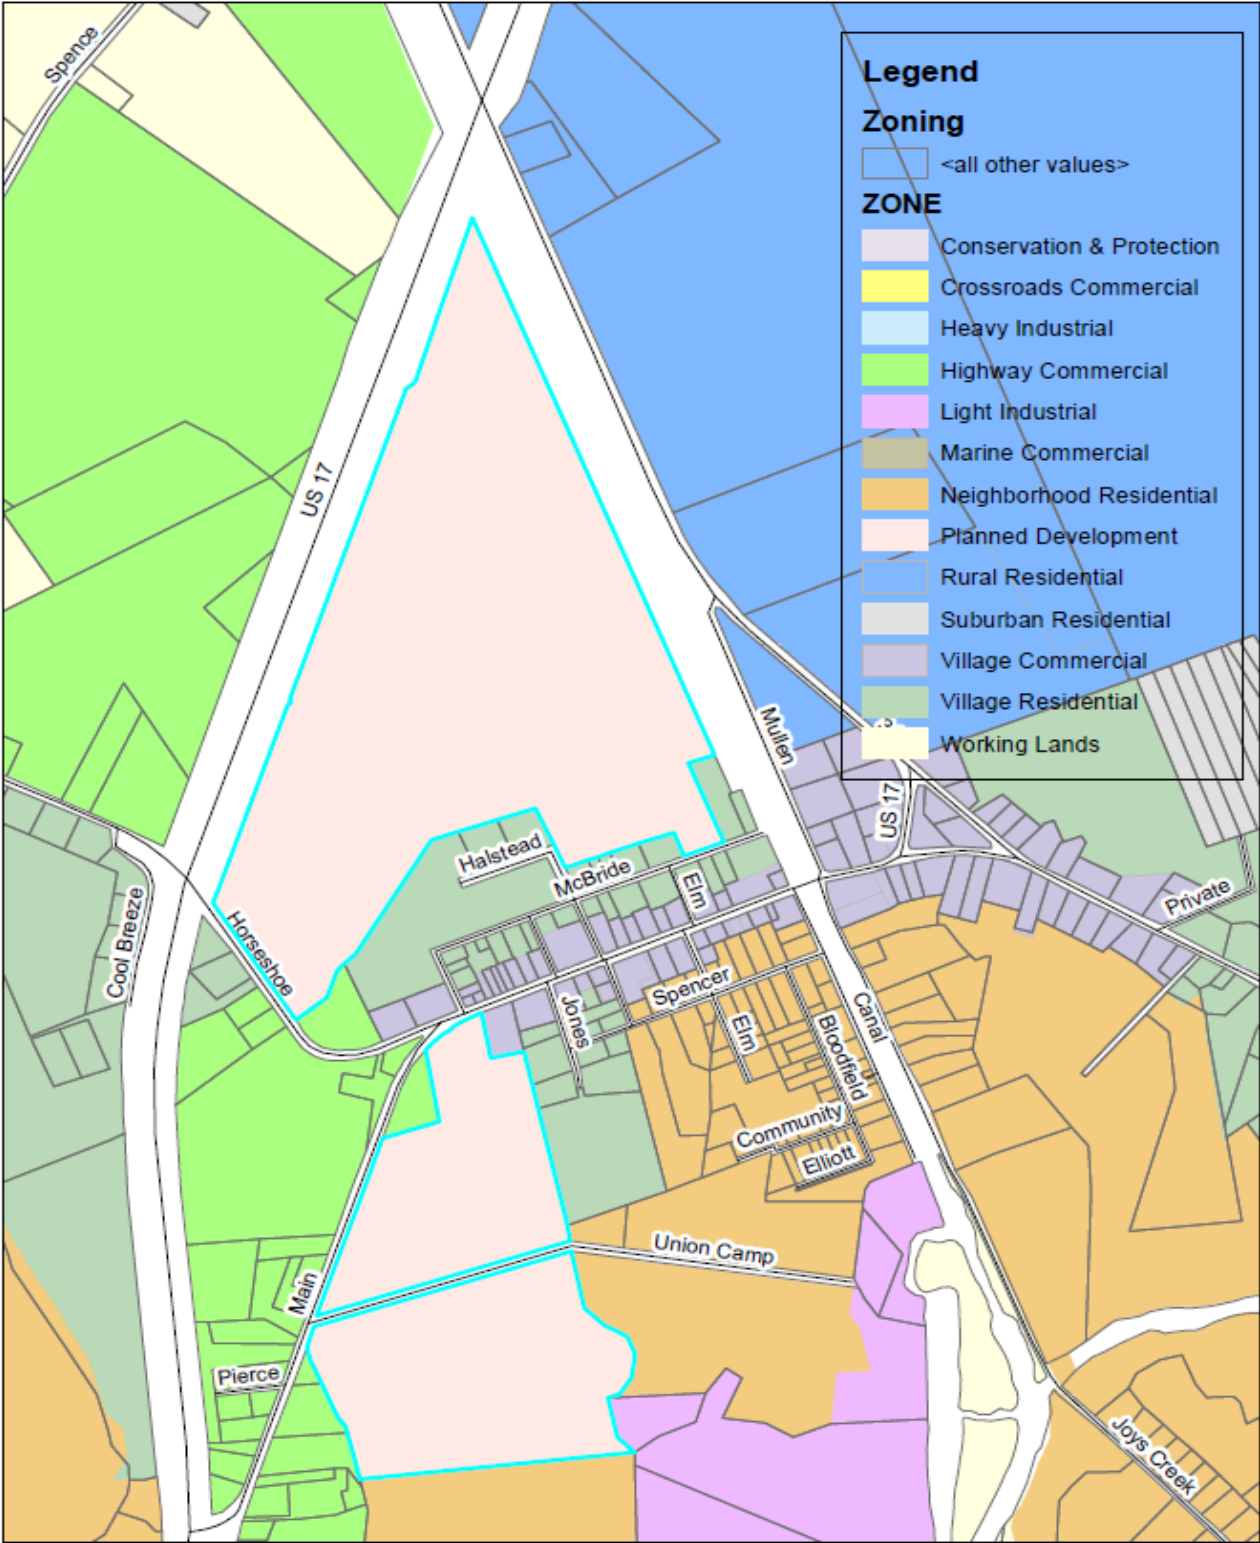 Spence
Legend
Zoning
<all other values>
ZONE
Conservation & Protection
Crossroads Commercial
Heavy Industrial
Highway Commercial
Light Industrial
Marine Commercial
Neighborhood Residential
Planned Development
Rural Residential
Suburban Residential
Village Commercial
Village Residential
Working Lands
US 17
Mullen
US 17
Halstead
McBride
Elm
Private
Cool Breeze
Horseshoe
Spencer
Jones
Elm
Bloodfield
Canal
Community
Elliott
Union Camp
Main
Pierce
Joys Creek